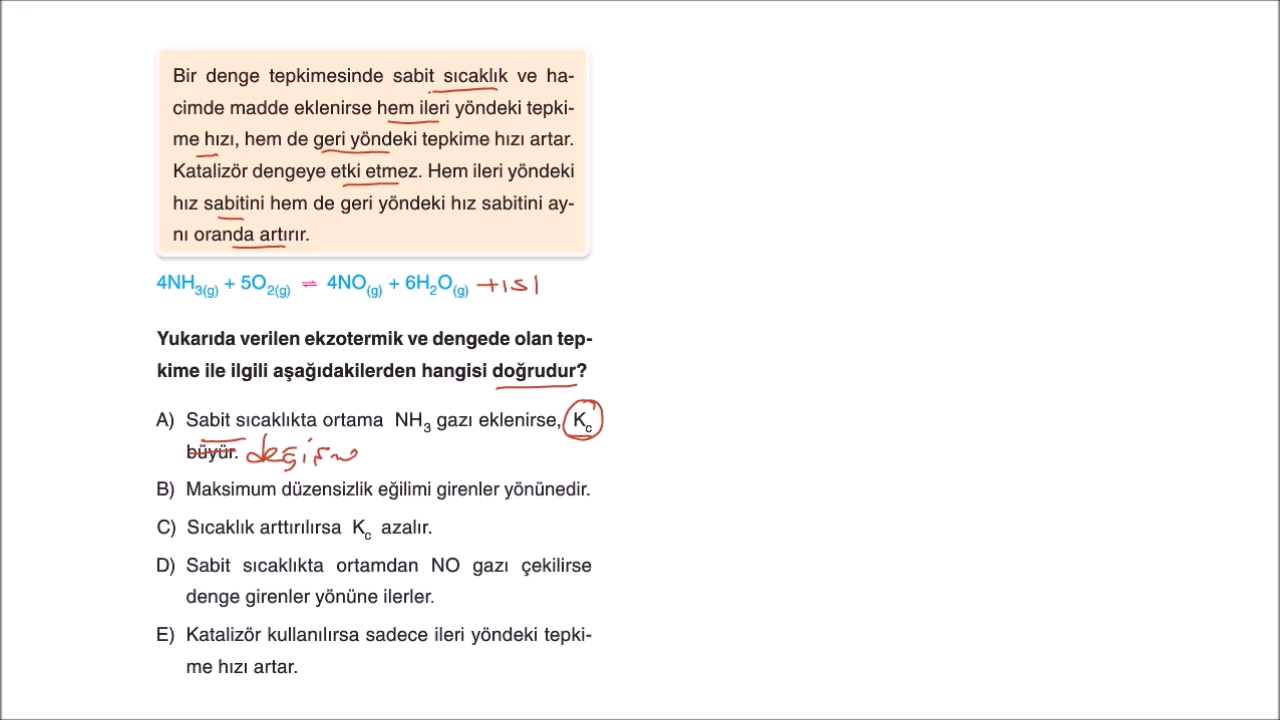 Bir denge tepkimesinde sabit sıcaklık ve ha-
cimde madde eklenirse hem ileri yöndeki tepki-
me hızı, hem de geri yöndeki tepkime hızı artar.
Katalizör dengeye etki etmez. Hem ileri yöndeki
hız sabitini hem de geri yöndeki hız sabitini ay-
nı oranda artırır.
4NH₃(g) + 5O₂(g) ⇌ 4NO(g) + 6H₂O(g) +ısı
Yukarıda verilen ekzotermik ve dengede olan tep-
kime ile ilgili aşağıdakilerden hangisi doğrudur?
A) Sabit sıcaklıkta ortama NH₃ gazı eklenirse, Kc
büyür.
B) Maksimum düzensizlik eğilimi girenler yönünedir.
C) Sıcaklık arttırılırsa Kc azalır.
D) Sabit sıcaklıkta ortamdan NO gazı çekilirse
denge girenler yönüne ilerler.
E) Katalizör kullanılırsa sadece ileri yöndeki tepki-
me hızı artar.